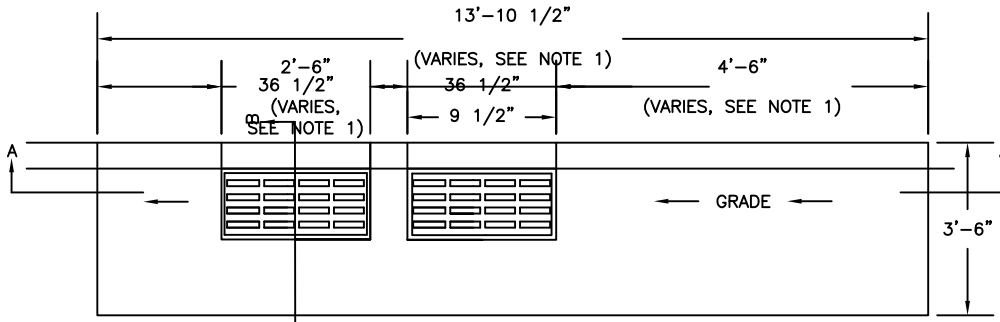 13'-10 1/2"
(VARIES, SEE NOTE 1)
2'-6"
36 1/2"
(VARIES,
SEE NOTE 1)
36 1/2"
9 1/2"
4'-6"
(VARIES, SEE NOTE 1)
B
A
GRADE
3'-6"